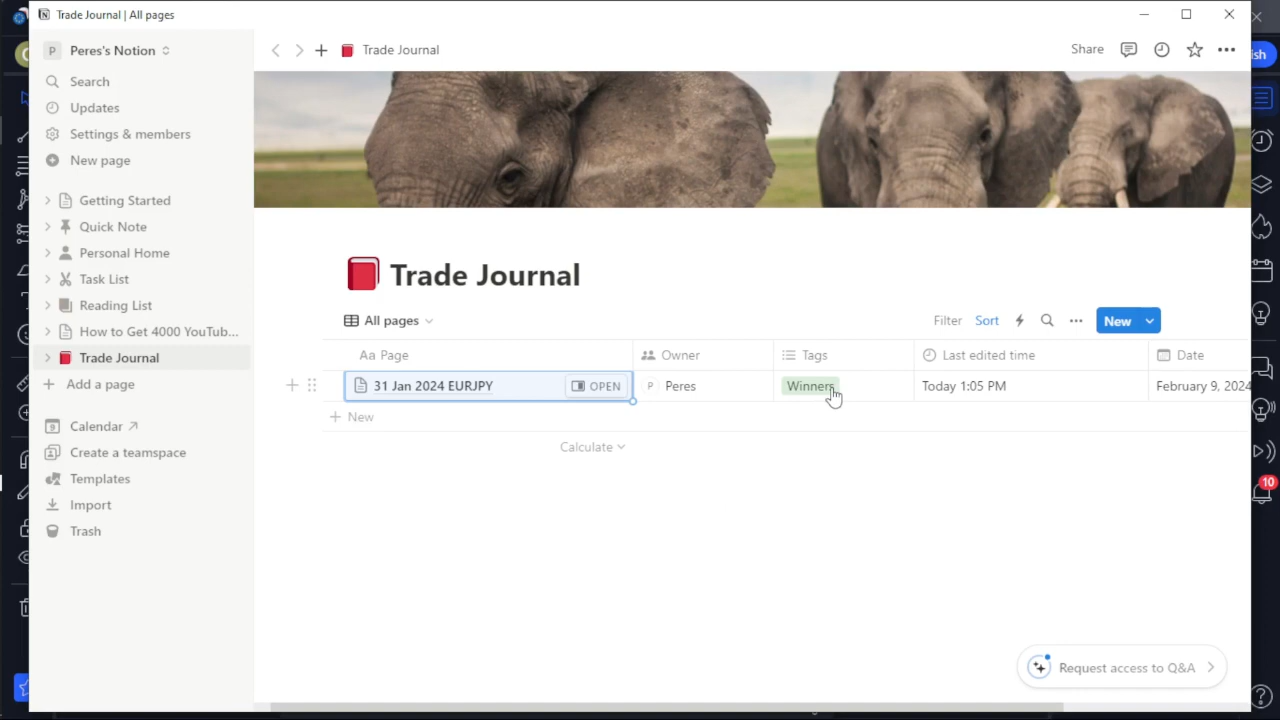 Trade Journal | All pages
Peres's Notion
Trade Journal
Share
ish
Search
Updates
Settings & members
New page
Getting Started
Quick Note
Personal Home
Task List
Reading List
How to Get 4000 YouTub...
Trade Journal
Add a page
Calendar
Create a teamspace
Templates
Import
Trash
Trade Journal
All pages
Filter
Sort
New
Aa Page
Owner
Tags
Last edited time
Date
31 Jan 2024 EURJPY
OPEN
P Peres
Winners
Today 1:05 PM
February 9, 2024
New
Calculate
10
Request access to Q&A